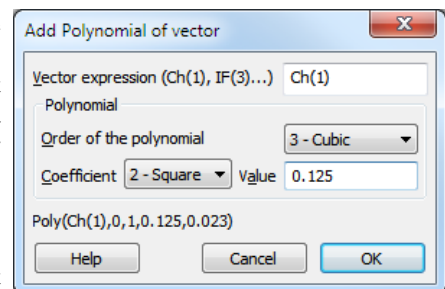 Add Polynomial of vector
Vector expression (Ch(1), IF(3)...) Ch(1)
Polynomial
Order of the polynomial 3 - Cubic
Coefficient 2 - Square Value 0.125
Poly(Ch(1),0,1,0.125,0.023)
Help Cancel OK